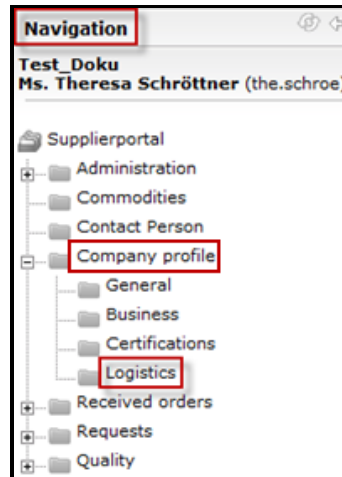 Navigation
Test_Doku
Ms. Theresa Schröttner (the.schroe)
Supplierportal
Administration
Commodities
Contact Person
Company profile
General
Business
Certifications
Logistics
Received orders
Requests
Quality